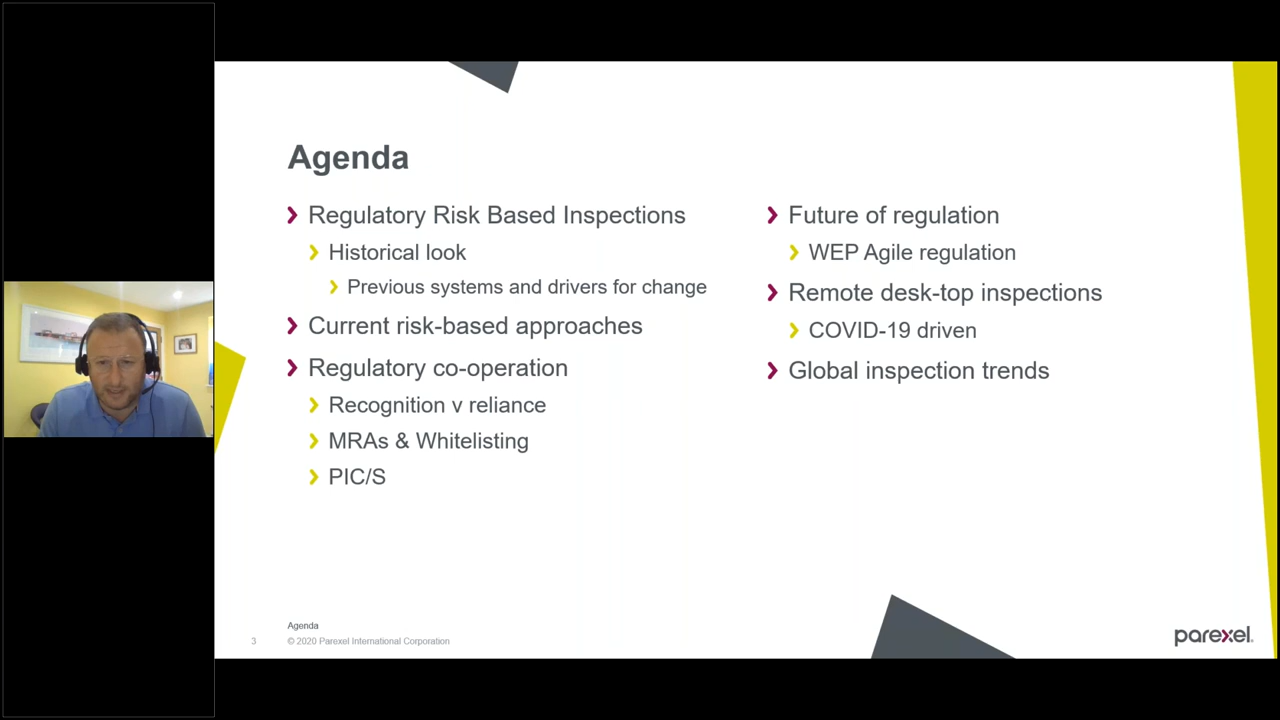 Agenda
Regulatory Risk Based Inspections
Historical look
Previous systems and drivers for change
Current risk-based approaches
Regulatory co-operation
Recognition v reliance
MRAs & Whitelisting
PIC/S
Future of regulation
WEP Agile regulation
Remote desk-top inspections
COVID-19 driven
Global inspection trends
Agenda
3 © 2020 Parexel International Corporation
parexel.